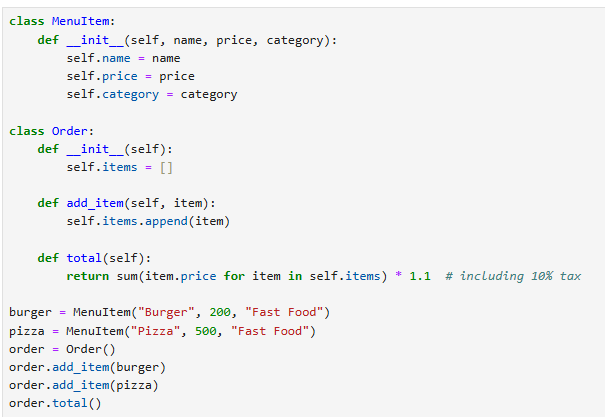 class MenuItem:
    def __init__(self, name, price, category):
        self.name = name
        self.price = price
        self.category = category

class Order:
    def __init__(self):
        self.items = []

    def add_item(self, item):
        self.items.append(item)

    def total(self):
        return sum(item.price for item in self.items) * 1.1  # including 10% tax

burger = MenuItem("Burger", 200, "Fast Food")
pizza = MenuItem("Pizza", 500, "Fast Food")
order = Order()
order.add_item(burger)
order.add_item(pizza)
order.total()